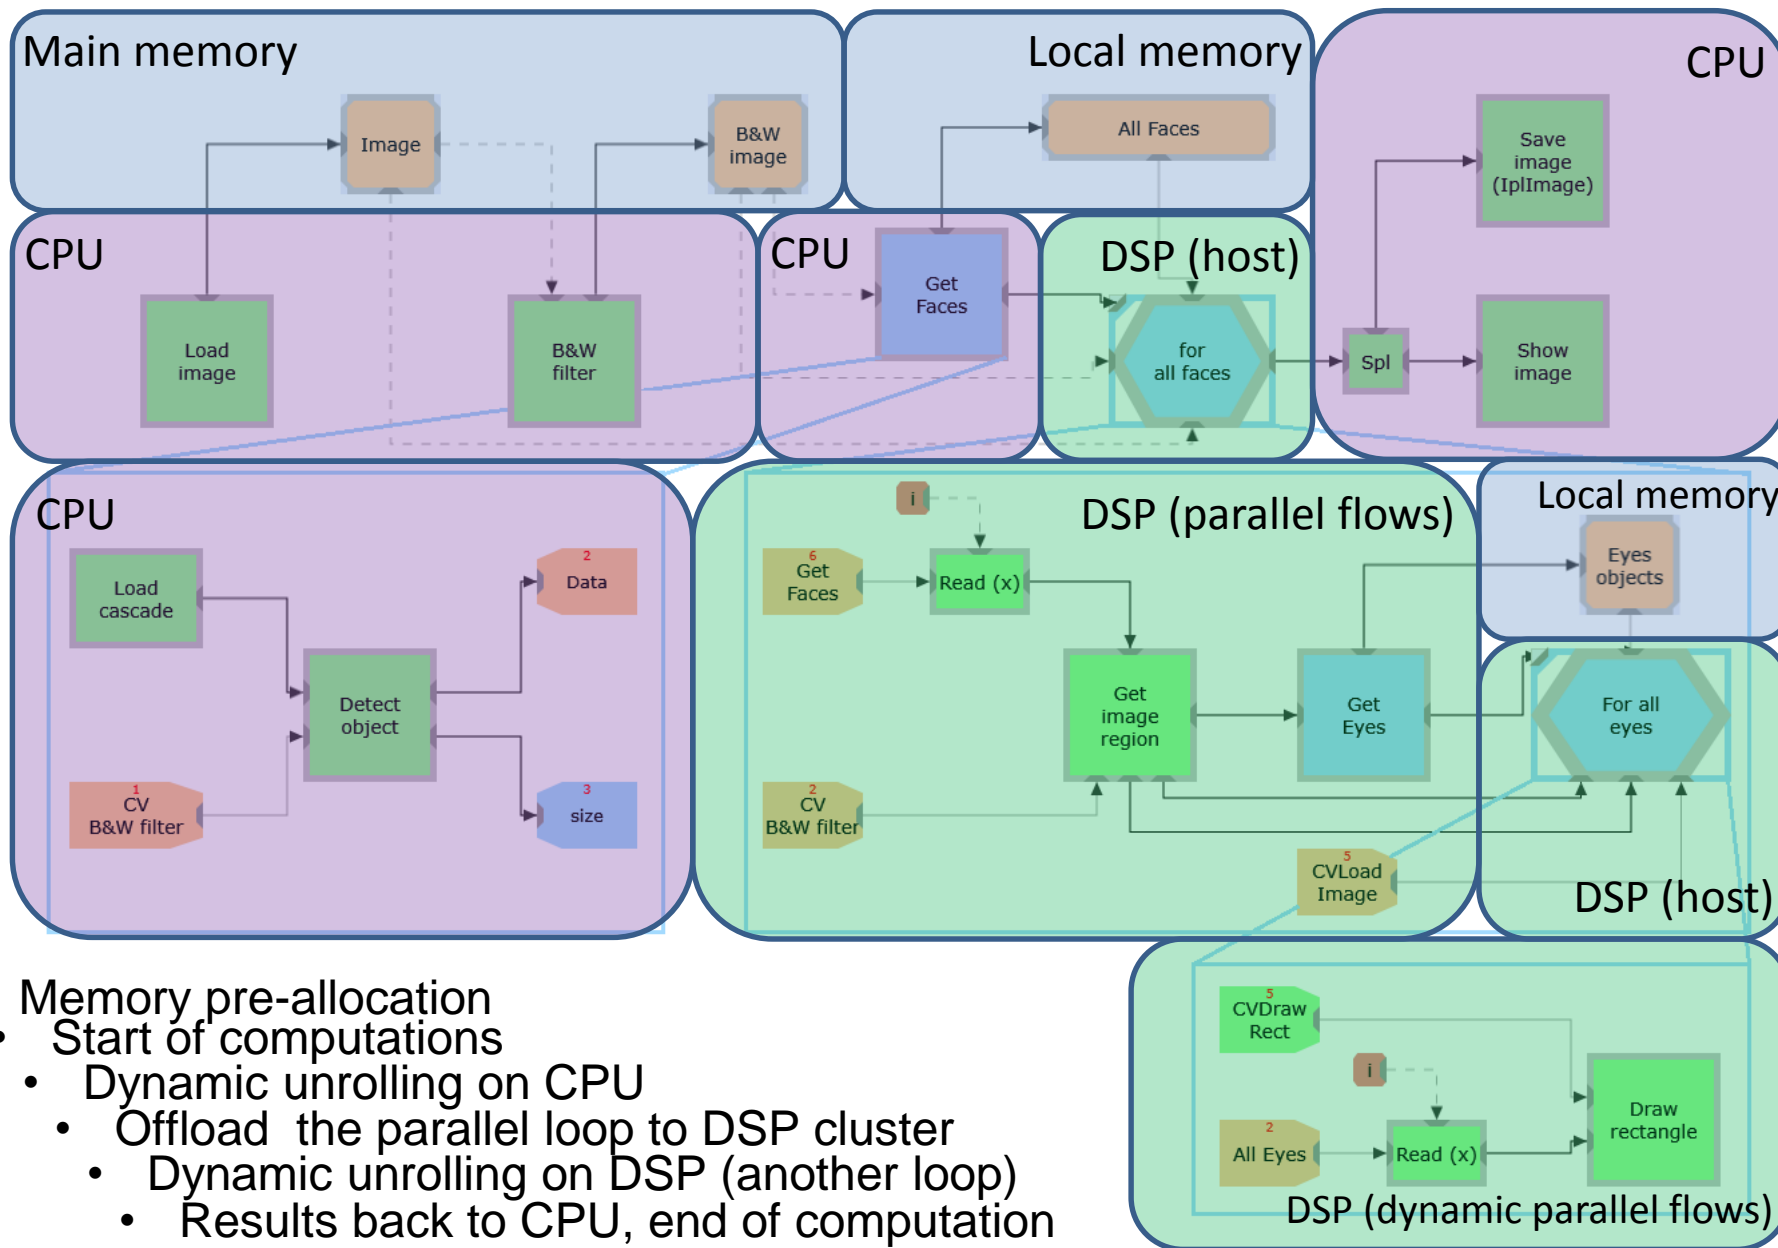 Main memory
Local memory
CPU
Image
B&W
image
All Faces
Save
image
(IplImage)
CPU
CPU
DSP (host)
Load
image
B&W
filter
Get
Faces
for
all faces
Spl
Show
image
CPU
Load
cascade
2
Data
Detect
object
1
CV
B&W filter
3
size
DSP (parallel flows)
i
6
Get
Faces
Read (x)
Get
image
region
Get
Eyes
2
CV
B&W filter
5
CVLoad
Image
Local memory
Eyes
objects
For all
eyes
DSP (host)
5
CVDraw
Rect
i
2
All Eyes
Read (x)
Draw
rectangle
DSP (dynamic parallel flows)
Memory pre-allocation
• Start of computations
• Dynamic unrolling on CPU
• Offload the parallel loop to DSP cluster
• Dynamic unrolling on DSP (another loop)
• Results back to CPU, end of computation